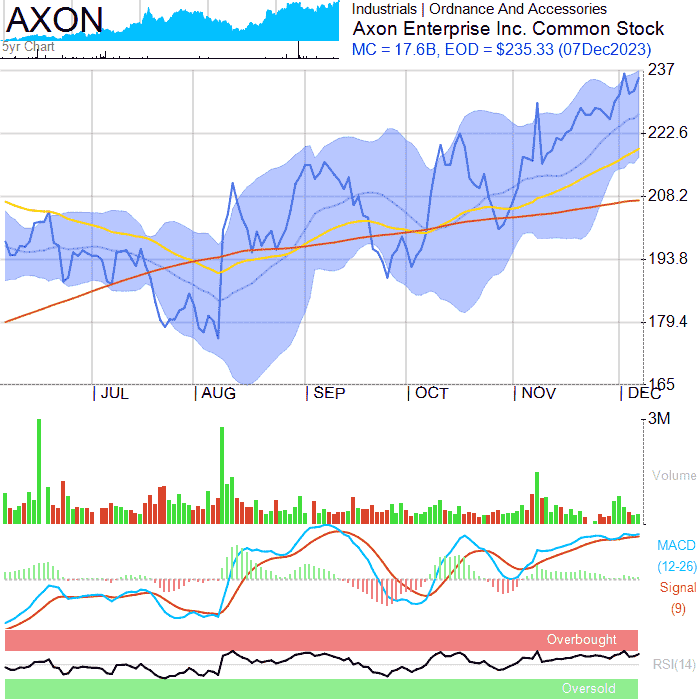 AXON
5yr Chart
Industrials | Ordnance And Accessories
Axon Enterprise Inc. Common Stock
MC = 17.6B, EOD = $235.33 (07Dec2023)
237
222.6
208.2
193.8
179.4
165
JUL
AUG
SEP
OCT
NOV
DEC
3M
Volume
MACD
(12-26)
Signal
(9)
Overbought
RSI(14)
Oversold